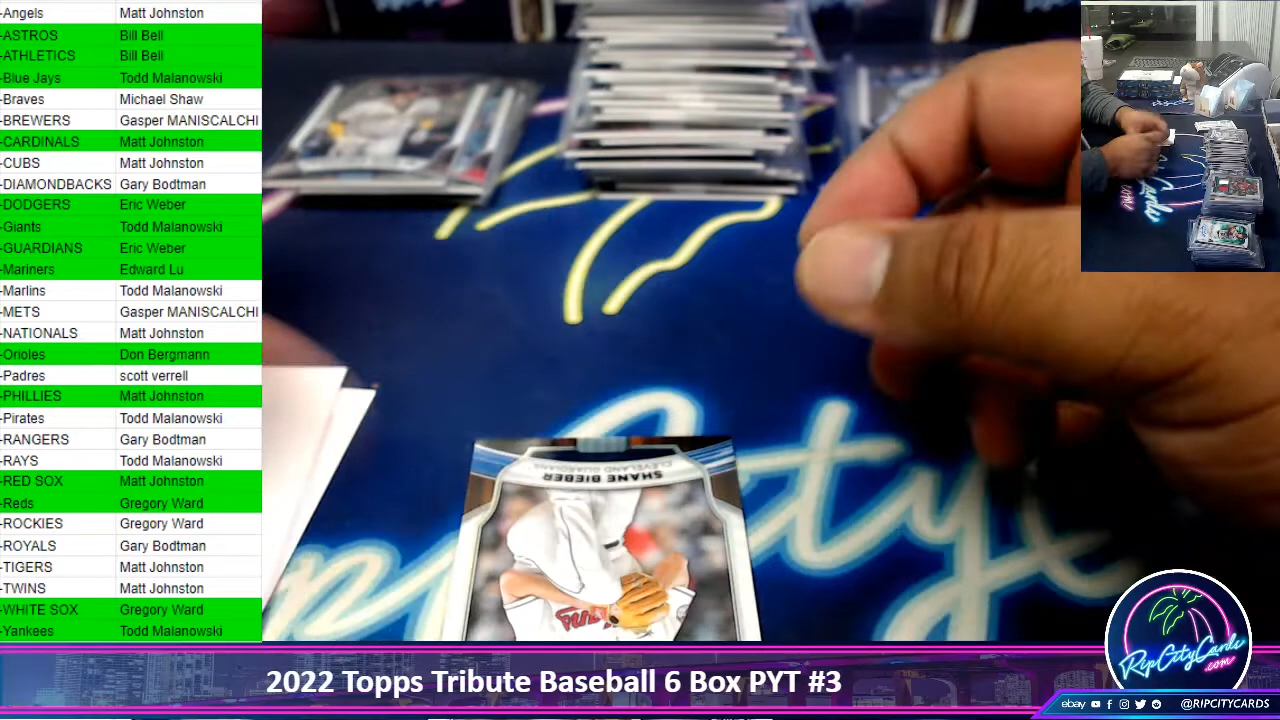 -Angels Matt Johnston
-ASTROS Bill Bell
-ATHLETICS Bill Bell
-Blue Jays Todd Malanowski
-Braves Michael Shaw
-BREWERS Gasper MANISCALCHI
-CARDINALS Matt Johnston
-CUBS Matt Johnston
-DIAMONDBACKS Gary Bodtman
-DODGERS Eric Weber
-Giants Todd Malanowski
-GUARDIANS Eric Weber
-Mariners Edward Lu
-Marlins Todd Malanowski
-METS Gasper MANISCALCHI
-NATIONALS Matt Johnston
-Orioles Don Bergmann
-Padres scott verrell
-PHILLIES Matt Johnston
-Pirates Todd Malanowski
-RANGERS Gary Bodtman
-RAYS Todd Malanowski
-RED SOX Matt Johnston
-Reds Gregory Ward
-ROCKIES Gregory Ward
-ROYALS Gary Bodtman
-TIGERS Matt Johnston
-TWINS Matt Johnston
-WHITE SOX Gregory Ward
-Yankees Todd Malanowski
CLEVELAND GUARDIANS
SHANE BIEBER
City
2022 Topps Tribute Baseball 6 Box PYT #3
RipCityCards
.com
ebay @RIPCITYCARDS